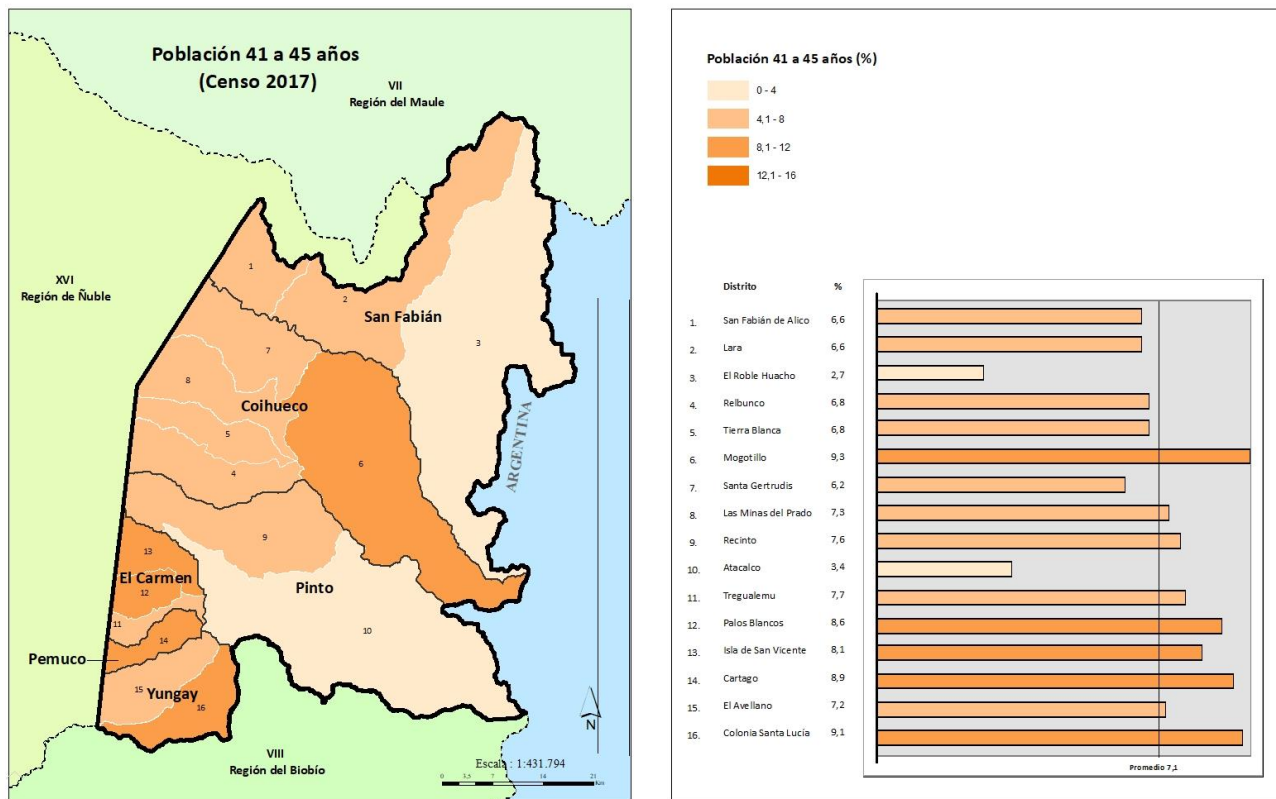 Población 41 a 45 años
(Censo 2017)
VII
Región del Maule
XVI
Región de Ñuble
1
2
San Fabián
3
7
8
Coihueco
5
6
4
ARGENTINA
9
13
El Carmen
12
Pinto
11
14
10
Pemuco
15
Yungay
16
N
VIII
Región del Biobío
Escala : 1:431.794
0 3,5 7 14 21
Km
Población 41 a 45 años (%)
0 - 4
4,1 - 8
8,1 - 12
12,1 - 16
Distrito %
1. San Fabián de Alico 6,6
2. Lara 6,6
3. El Roble Huacho 2,7
4. Relbunco 6,8
5. Tierra Blanca 6,8
6. Mogotillo 9,3
7. Santa Gertrudis 6,2
8. Las Minas del Prado 7,3
9. Recinto 7,6
10. Atacalco 3,4
11. Tregualemu 7,7
12. Palos Blancos 8,6
13. Isla de San Vicente 8,1
14. Cartago 8,9
15. El Avellano 7,2
16. Colonia Santa Lucía 9,1
Promedio 7,1